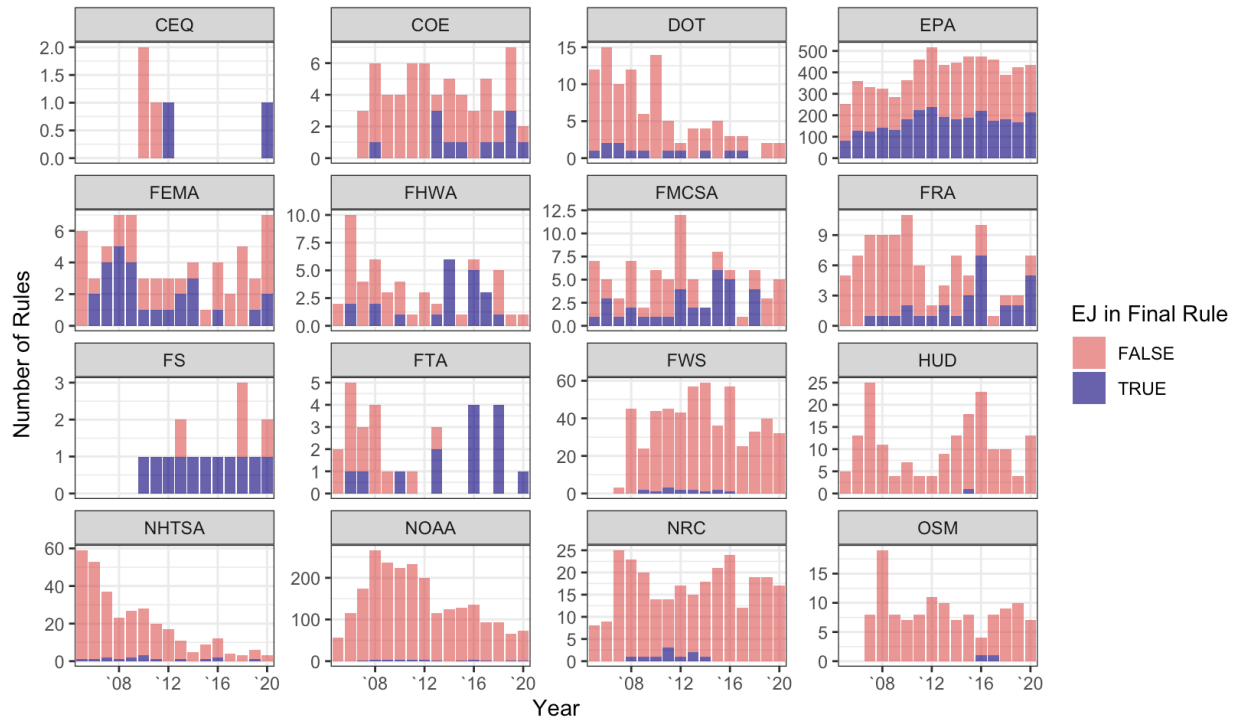 CEQ COE DOT EPA
2.0 1.5 1.0 0.5 0.0
6 4 2 0
15 10 5 0
500 400 300 200 100 0
FEMA FHWA FMCSA FRA
6 4 2 0
10.0 7.5 5.0 2.5 0.0
12.5 10.0 7.5 5.0 2.5 0.0
9 6 3 0
FS FTA FWS HUD
3 2 1 0
5 4 3 2 1 0
60 40 20 0
25 20 15 10 5 0
NHTSA NOAA NRC OSM
60 40 20 0
200 100 0
25 20 15 10 5 0
15 10 5 0
`08 `12 `16 `20 `08 `12 `16 `20 `08 `12 `16 `20 `08 `12 `16 `20
Year
Number of Rules
EJ in Final Rule
FALSE
TRUE